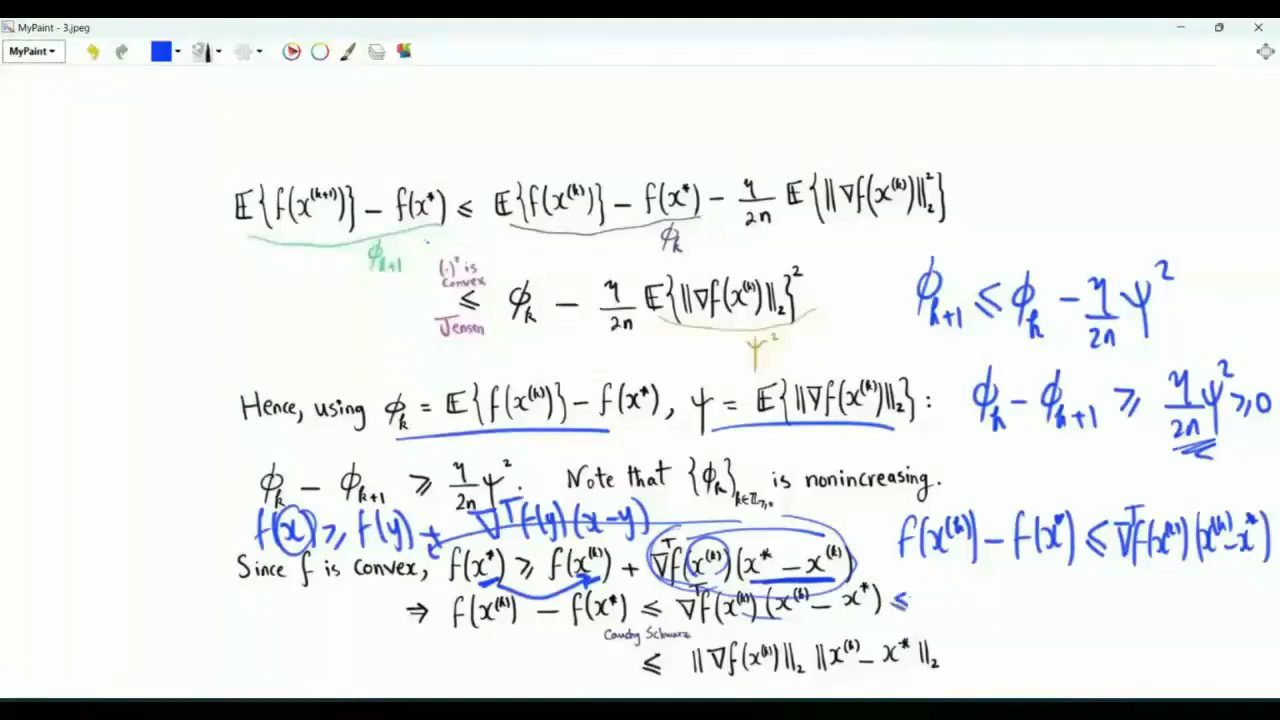 MyPaint - 3.jpeg
MyPaint
𝔼{f(x^(k+1))} − f(x*) ≤ 𝔼{f(x^(k))} − f(x*) − η/2n 𝔼{‖∇f(x^(k))‖₂²}
ϕ_k+1
ϕ_k
(·)² is
convex
≤ ϕ_k − η/2n 𝔼{‖∇f(x^(k))‖₂}²
Jensen
ψ²
ϕ_k+1 ≤ ϕ_k − η/2n ψ²
Hence, using ϕ_k = 𝔼{f(x^(k))} − f(x*), ψ = 𝔼{‖∇f(x^(k))‖₂} :
ϕ_k − ϕ_k+1 ≥ η/2n ψ² ≥ 0
ϕ_k − ϕ_k+1 ≥ η/2n ψ². Note that {ϕ_k}_k∈ℤ≥0 is nonincreasing.
f(x) ≥ f(y) + ∇ᵀf(y)(x−y)
Since f is convex, f(x*) ≥ f(x^(k)) + ∇ᵀf(x^(k))(x* − x^(k))
f(x^(k)) − f(x*) ≤ ∇ᵀf(x^(k))(x^(k) − x*)
⇒ f(x^(k)) − f(x*) ≤ ∇ᵀf(x^(k))(x^(k) − x*) ≤
Cauchy Schwarz
≤ ‖∇f(x^(k))‖₂ ‖x^(k) − x*‖₂